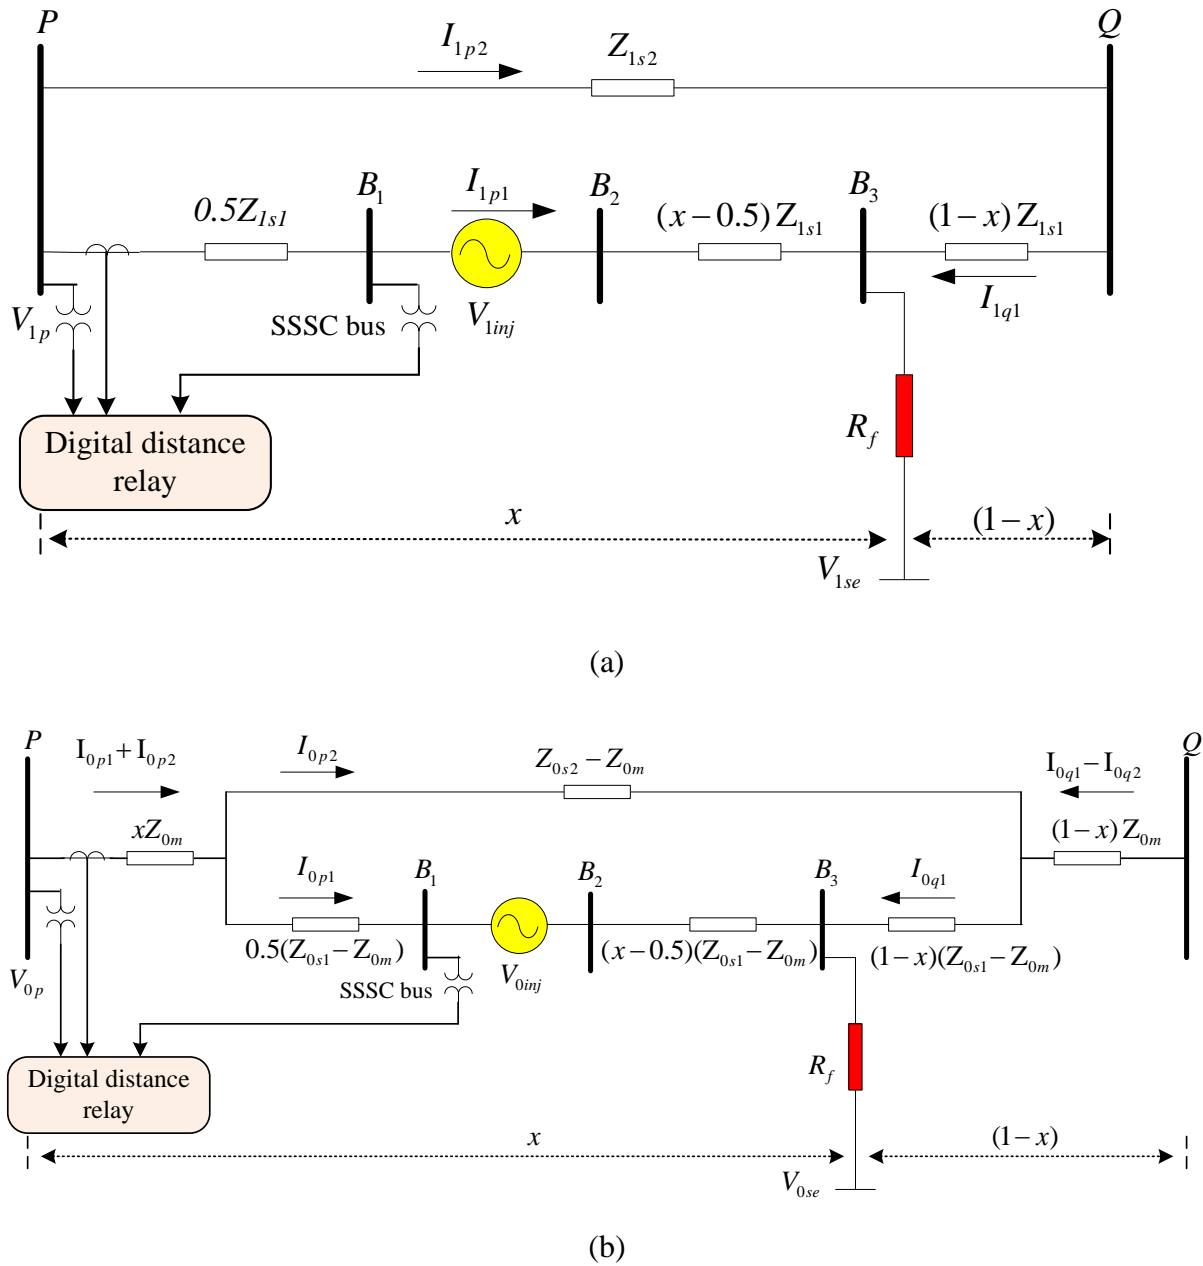 P
Q
I1p2
Z1s2
0.5Z1s1
B1
I1p1
B2
(x−0.5) Z1s1
B3
(1−x) Z1s1
V1p
SSSC bus
V1inj
I1q1
Digital distance
relay
Rf
x
(1−x)
V1se
(a)
P
Q
I0p1+I0p2
I0p2
Z0s2−Z0m
I0q1−I0q2
xZ0m
(1−x) Z0m
I0p1
B1
B2
B3
I0q1
0.5(Z0s1−Z0m)
V0inj
(x−0.5)(Z0s1−Z0m)
(1−x)(Z0s1−Z0m)
V0p
SSSC bus
Digital distance
relay
Rf
x
(1−x)
V0se
(b)